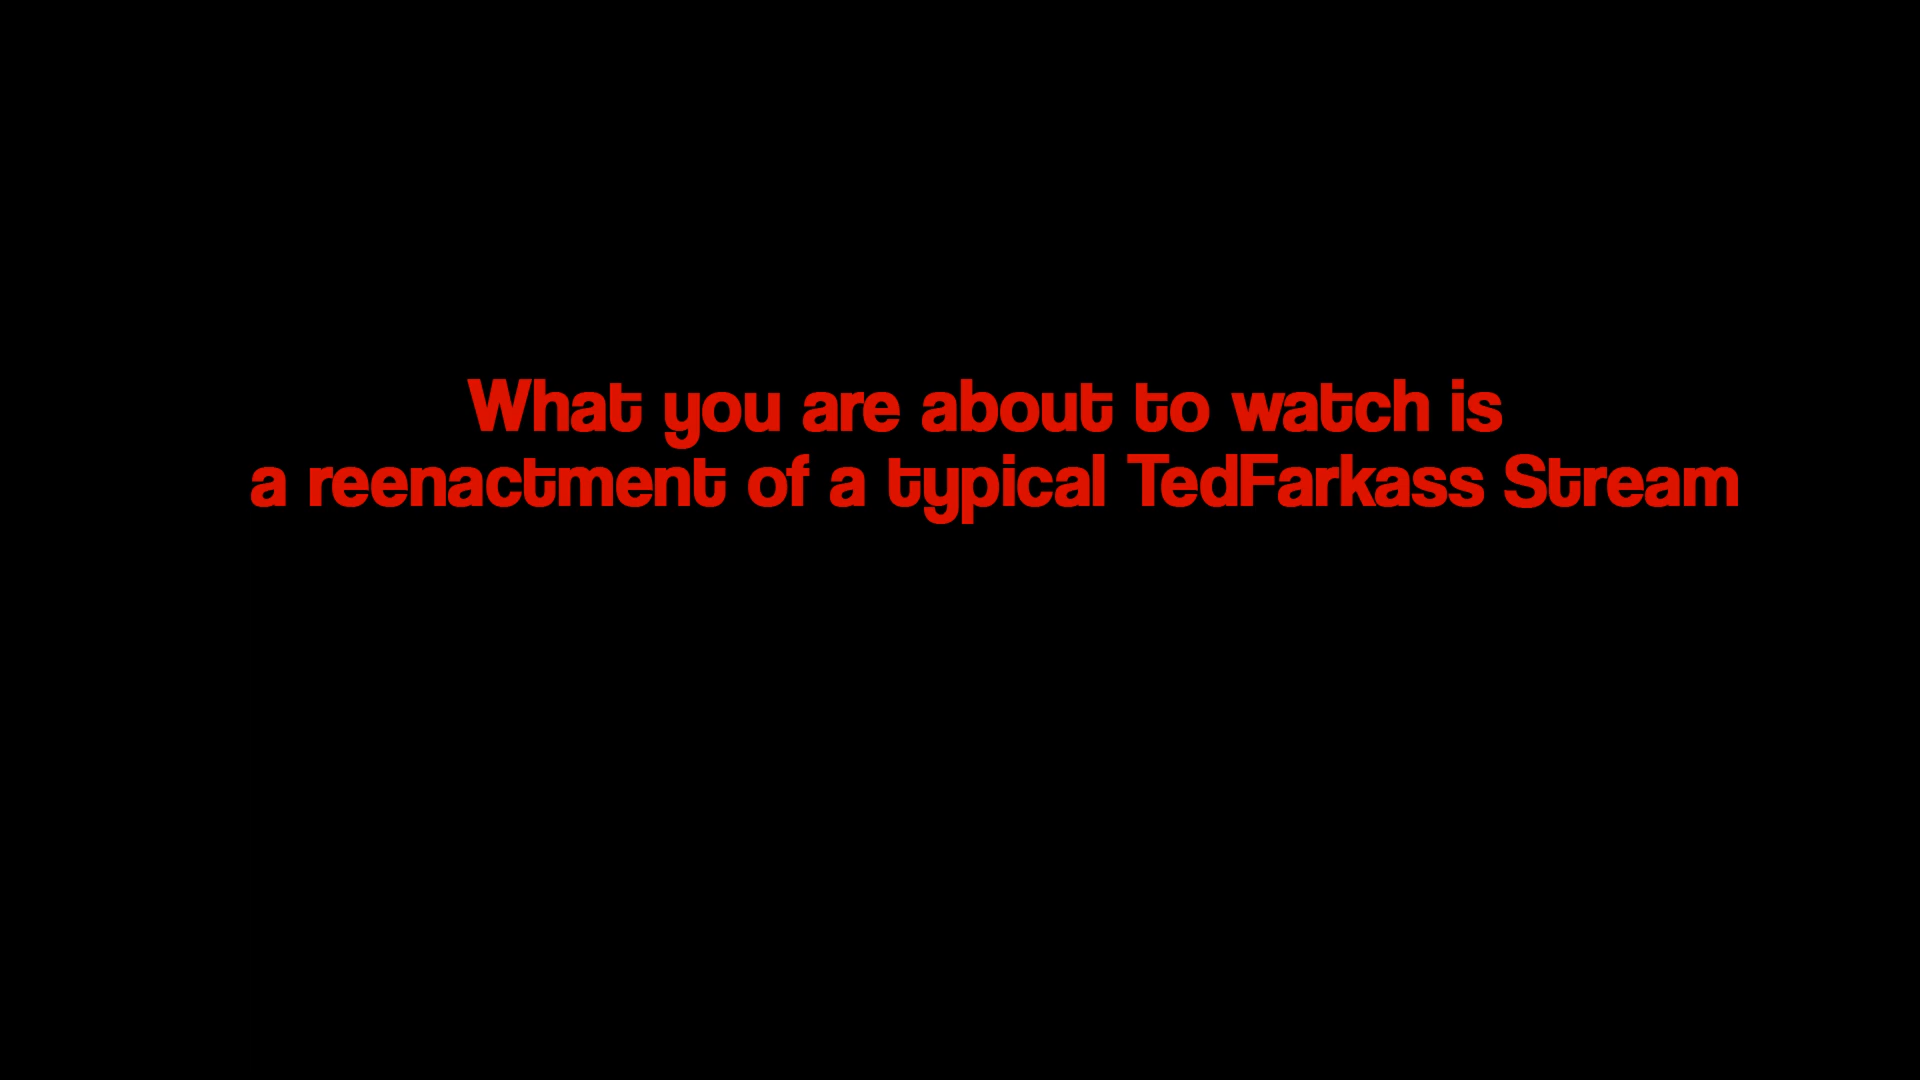 What you are about to watch is
a reenactment of a typical TedFarkass Stream